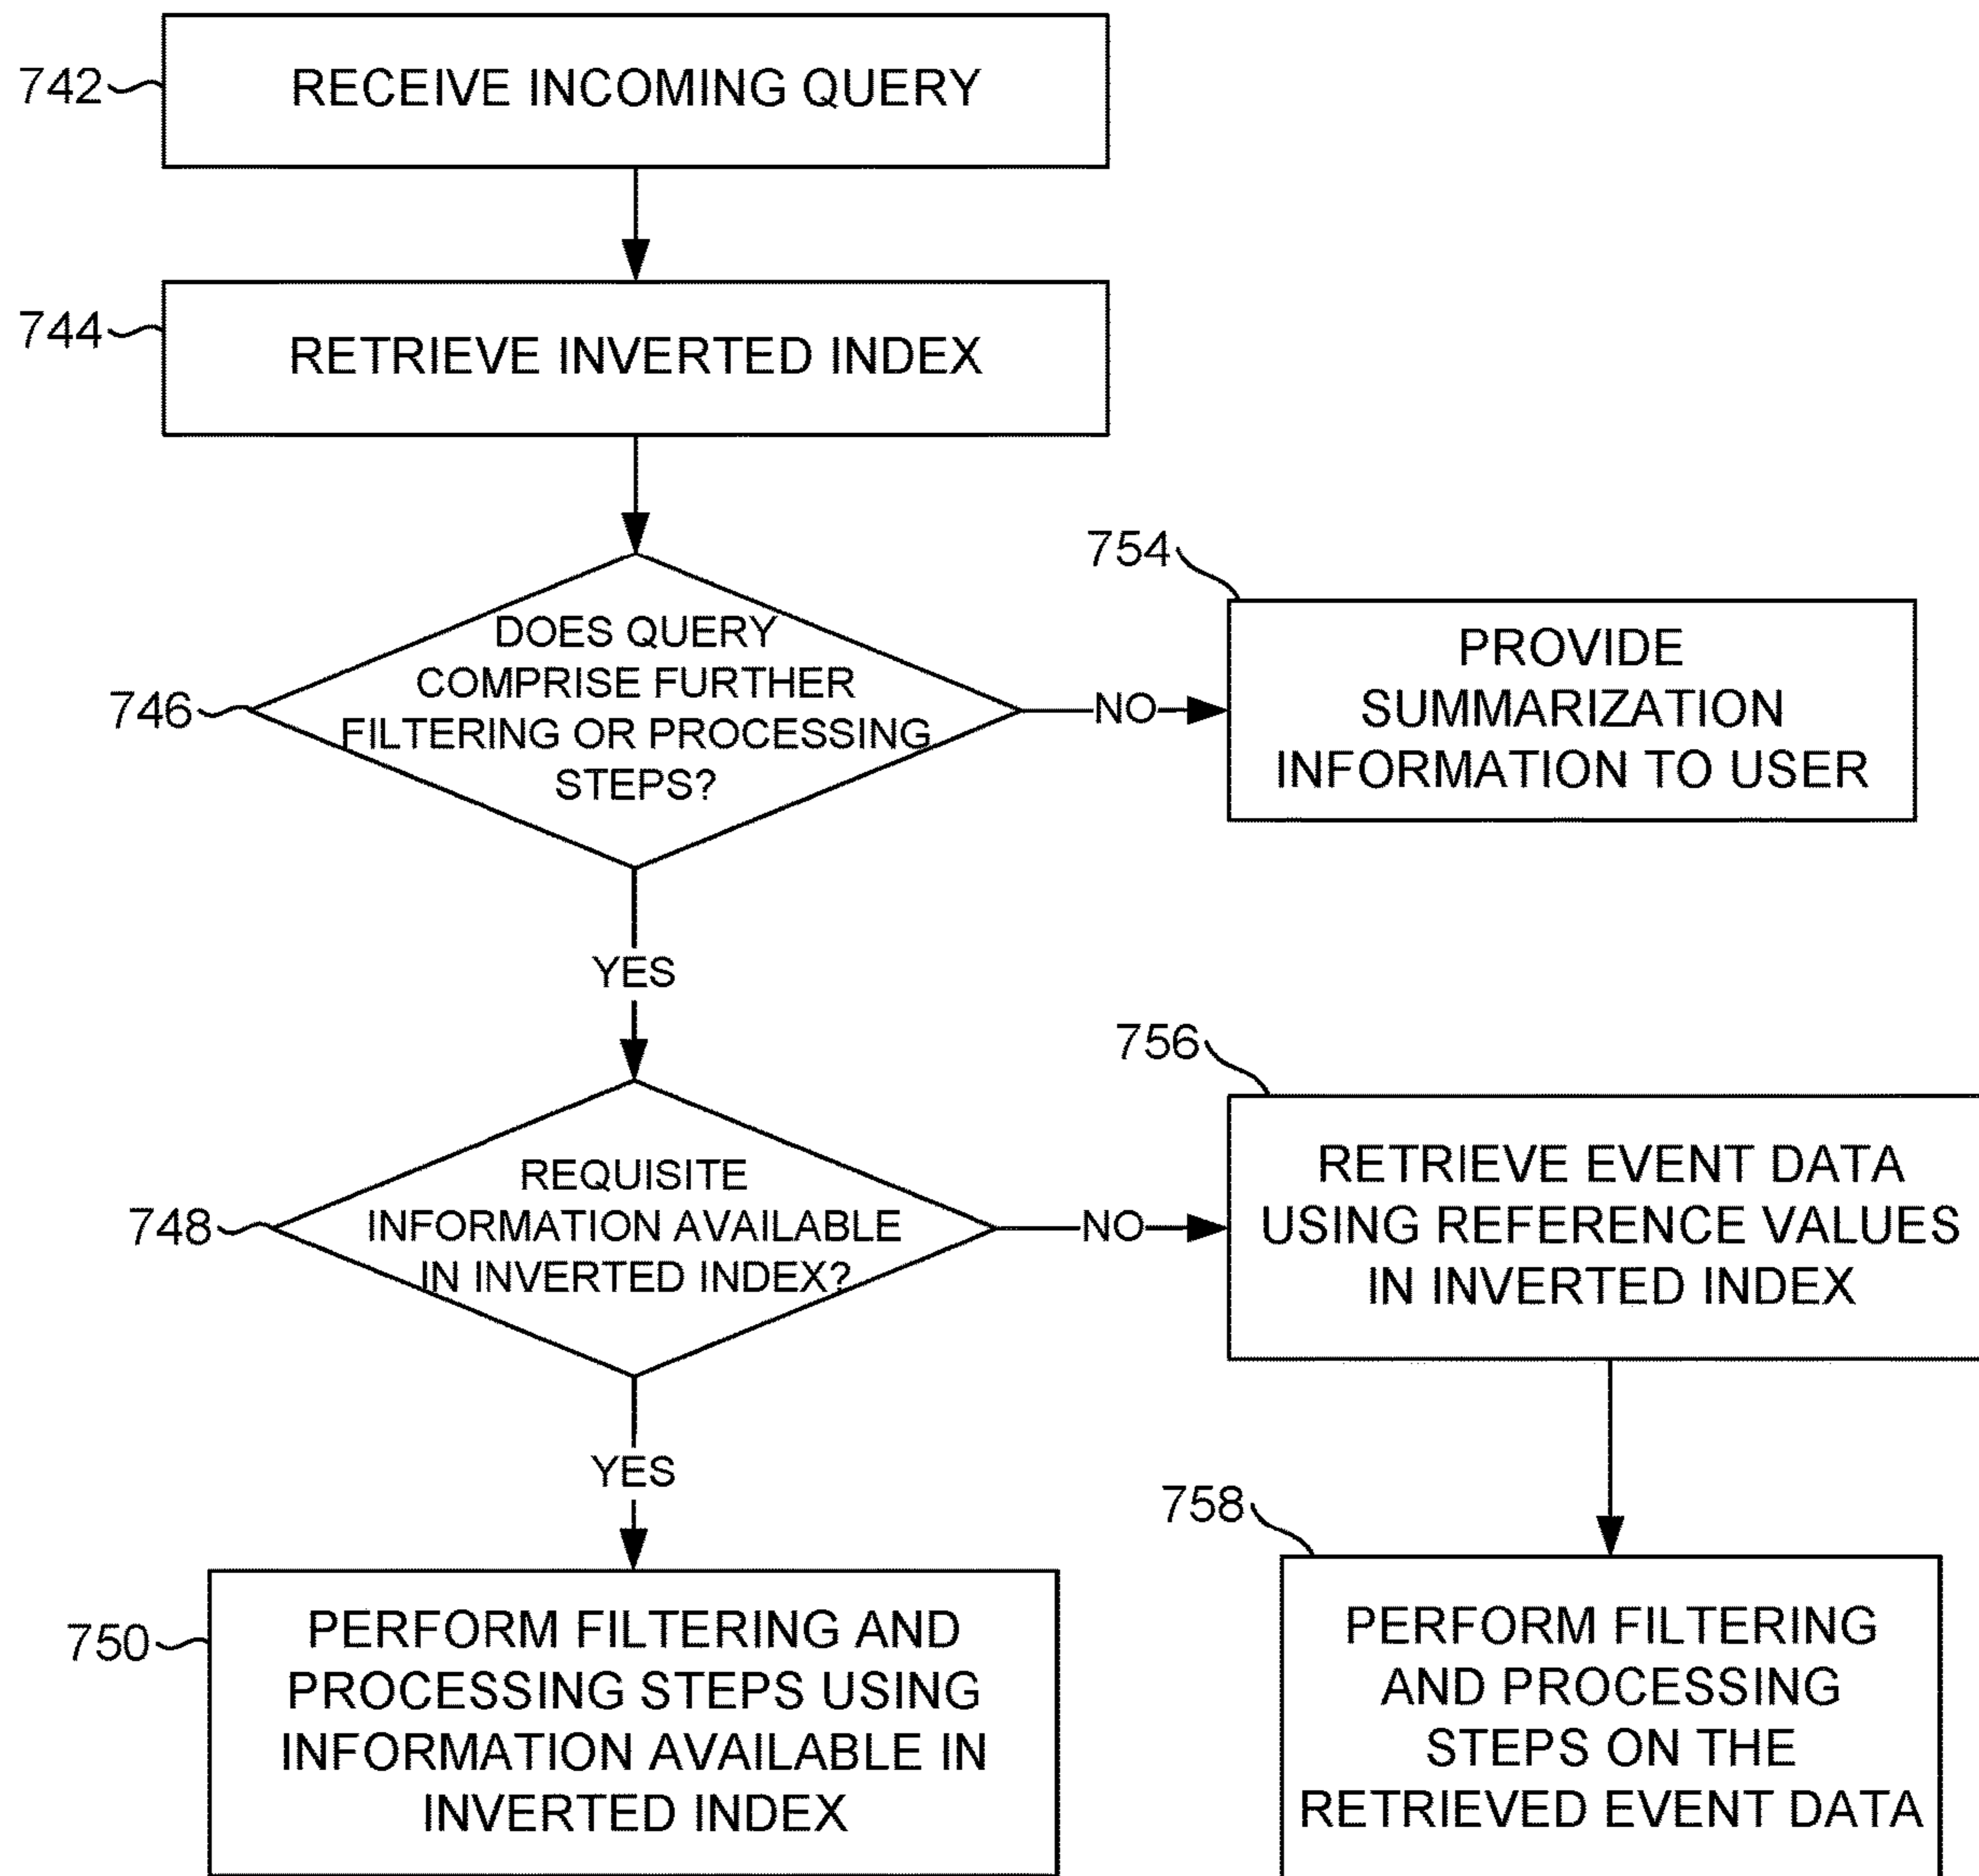 742
RECEIVE INCOMING QUERY
744
RETRIEVE INVERTED INDEX
746
DOES QUERY
COMPRISE FURTHER
FILTERING OR PROCESSING
STEPS?
NO
754
PROVIDE
SUMMARIZATION
INFORMATION TO USER
YES
748
REQUISITE
INFORMATION AVAILABLE
IN INVERTED INDEX?
NO
756
RETRIEVE EVENT DATA
USING REFERENCE VALUES
IN INVERTED INDEX
YES
750
PERFORM FILTERING AND
PROCESSING STEPS USING
INFORMATION AVAILABLE IN
INVERTED INDEX
758
PERFORM FILTERING
AND PROCESSING
STEPS ON THE
RETRIEVED EVENT DATA